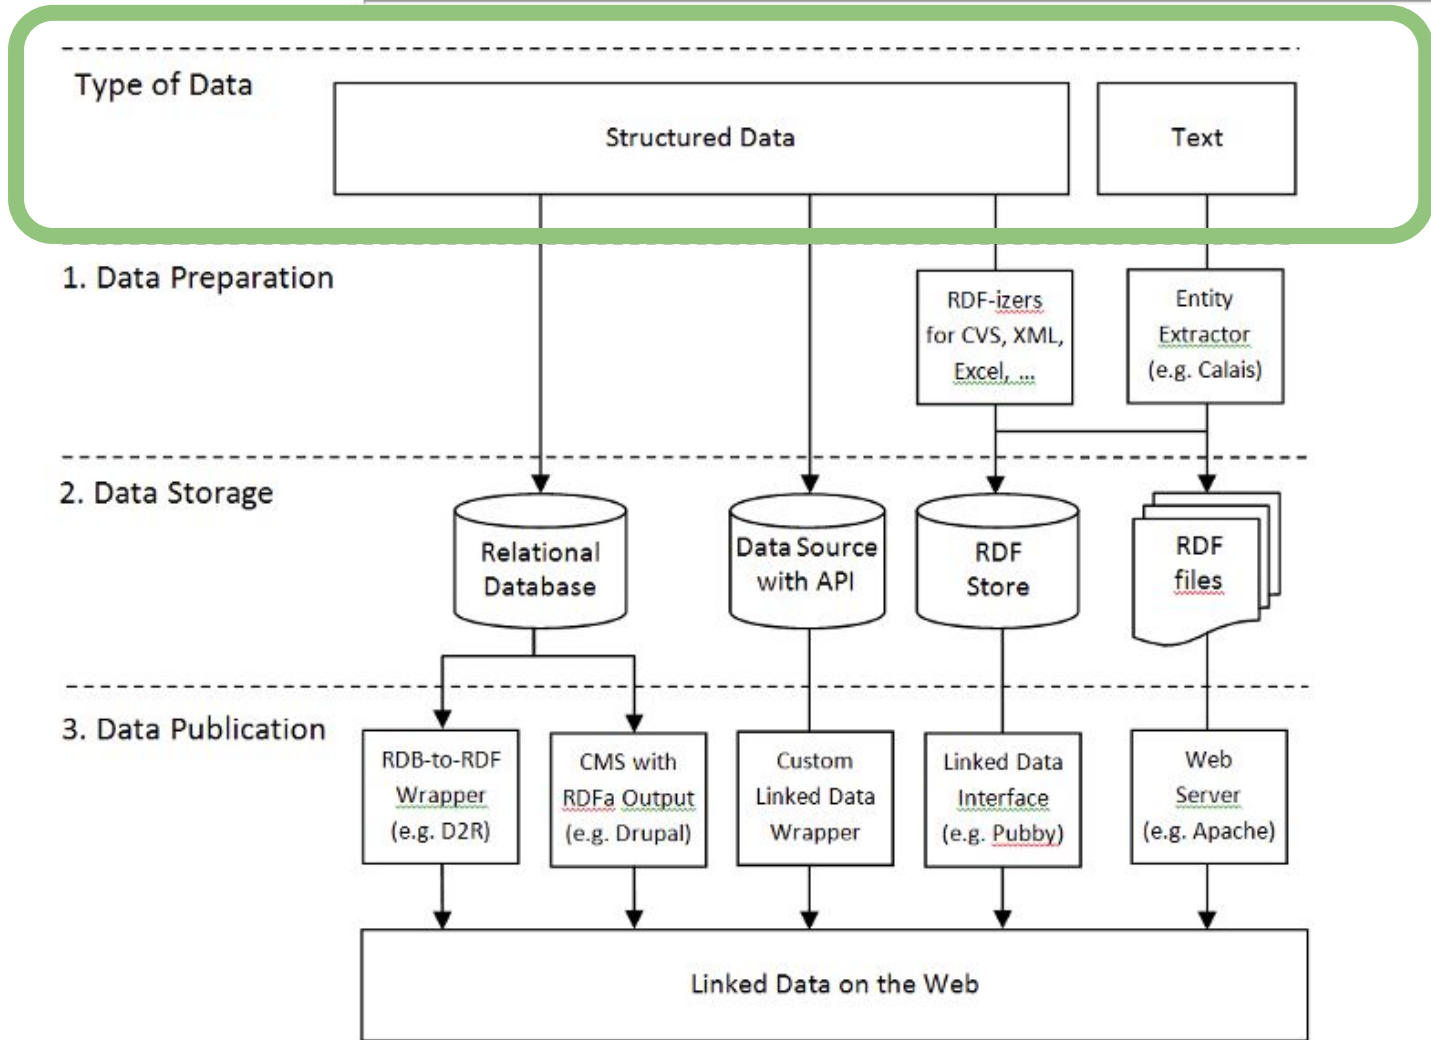 Type of Data
Structured Data
Text
1. Data Preparation
RDF-izers
for CVS, XML,
Excel, ...
Entity
Extractor
(e.g. Calais)
2. Data Storage
Relational
Database
Data Source
with API
RDF
Store
RDF
files
3. Data Publication
RDB-to-RDF
Wrapper
(e.g. D2R)
CMS with
RDFa Output
(e.g. Drupal)
Custom
Linked Data
Wrapper
Linked Data
Interface
(e.g. Pubby)
Web
Server
(e.g. Apache)
Linked Data on the Web